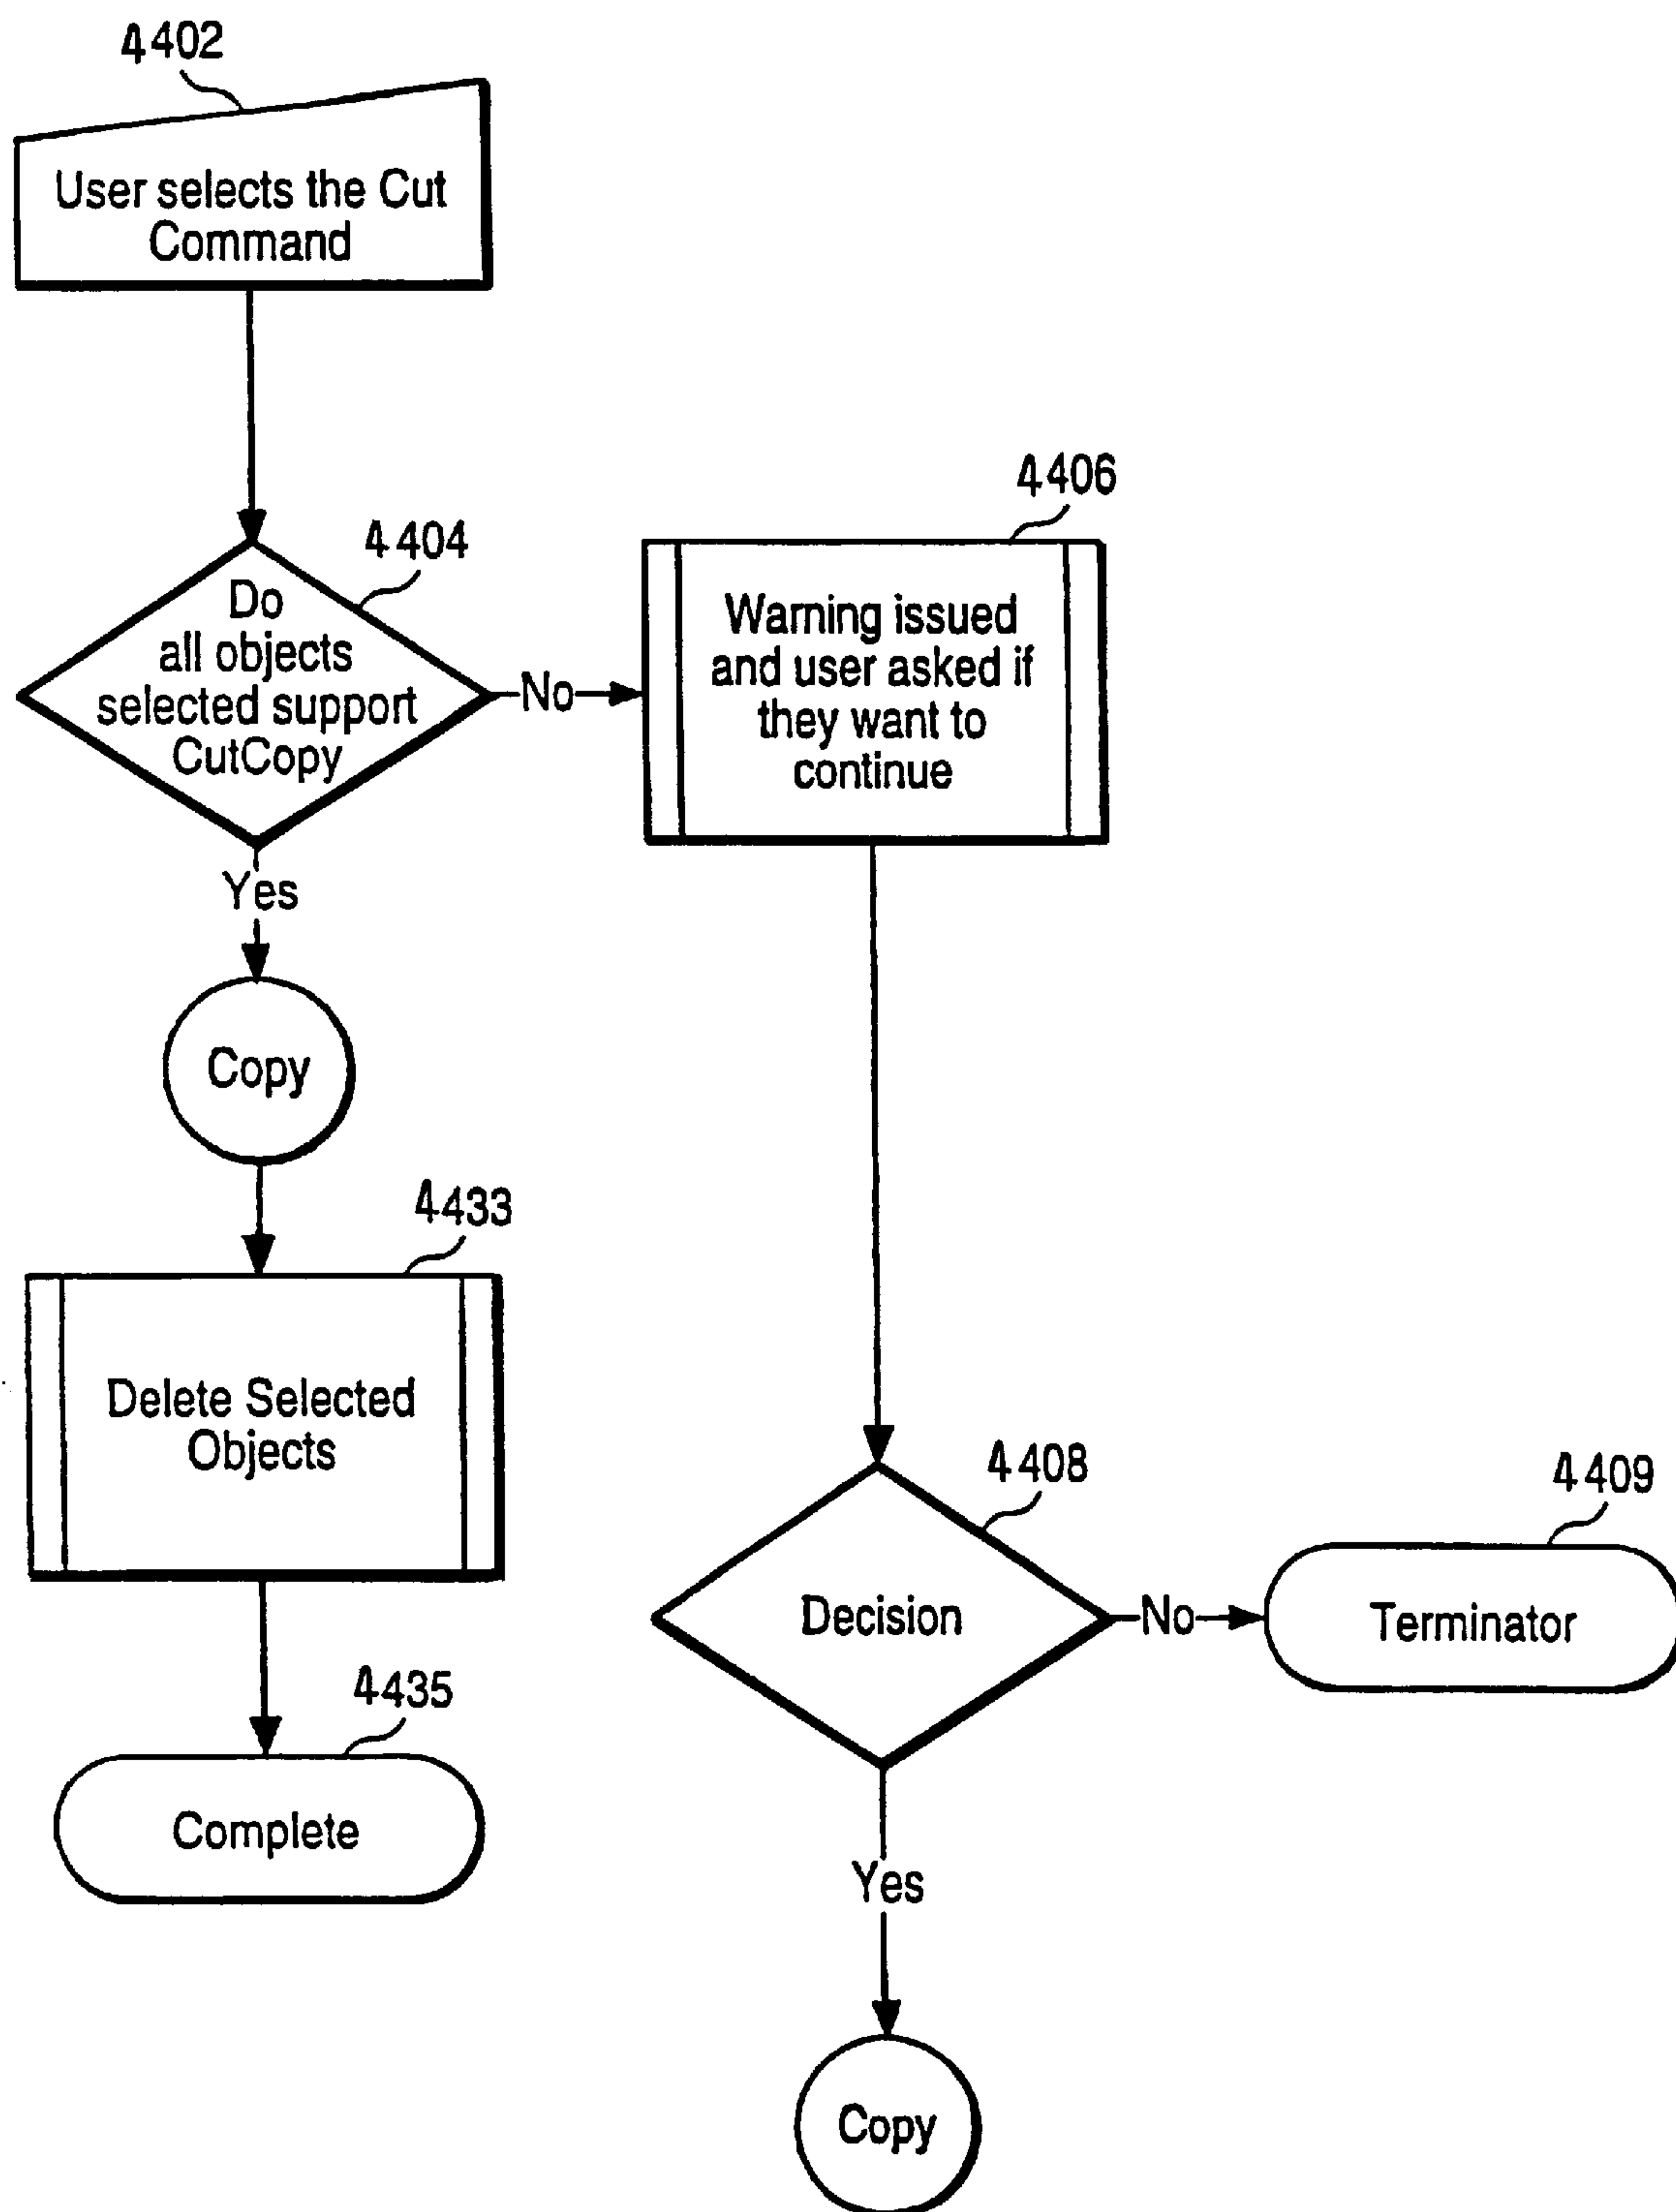 4402
User selects the Cut
Command
4404
Do
all objects
selected support
CutCopy
No
4406
Warning issued
and user asked if
they want to
continue
Yes
Copy
4433
Delete Selected
Objects
4435
Complete
4408
Decision
No
4409
Terminator
Yes
Copy